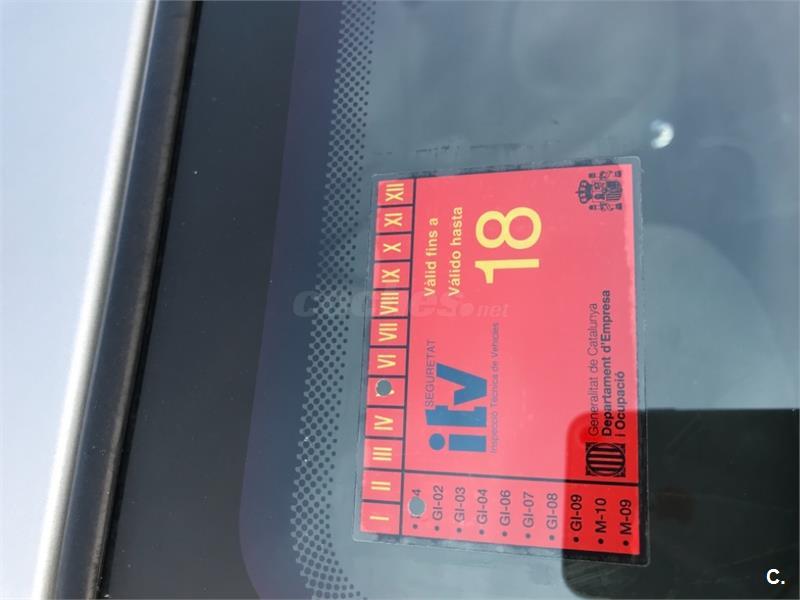 I II III IV VI VII VIII IX X XI XII
SEGURETAT
itv
Inspecció Tècnica de Vehicles
Vàlid fins a
Válido hasta
18
• GI-02
• GI-03
• GI-04
• GI-06
• GI-07
• GI-08
• GI-09
• M-10
• M-09
Generalitat de Catalunya
Departament d'Empresa
i Ocupació
coches.net
C.